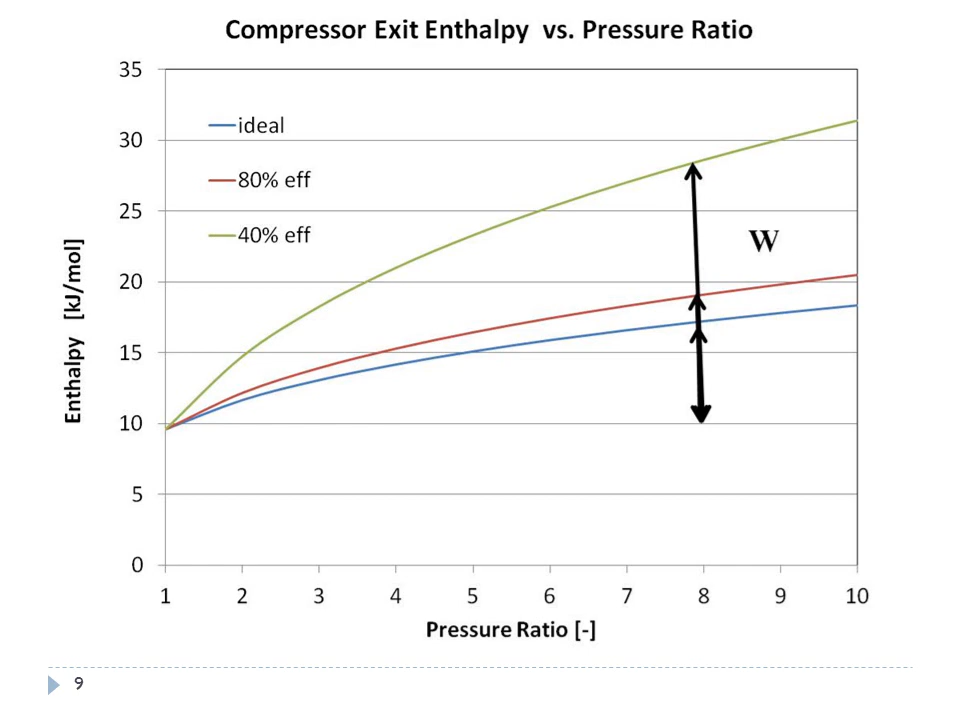 Compressor Exit Enthalpy vs. Pressure Ratio
35
30
25
20
15
10
5
0
ideal
80% eff
40% eff
W
Enthalpy [kJ/mol]
1 2 3 4 5 6 7 8 9 10
Pressure Ratio [-]
9